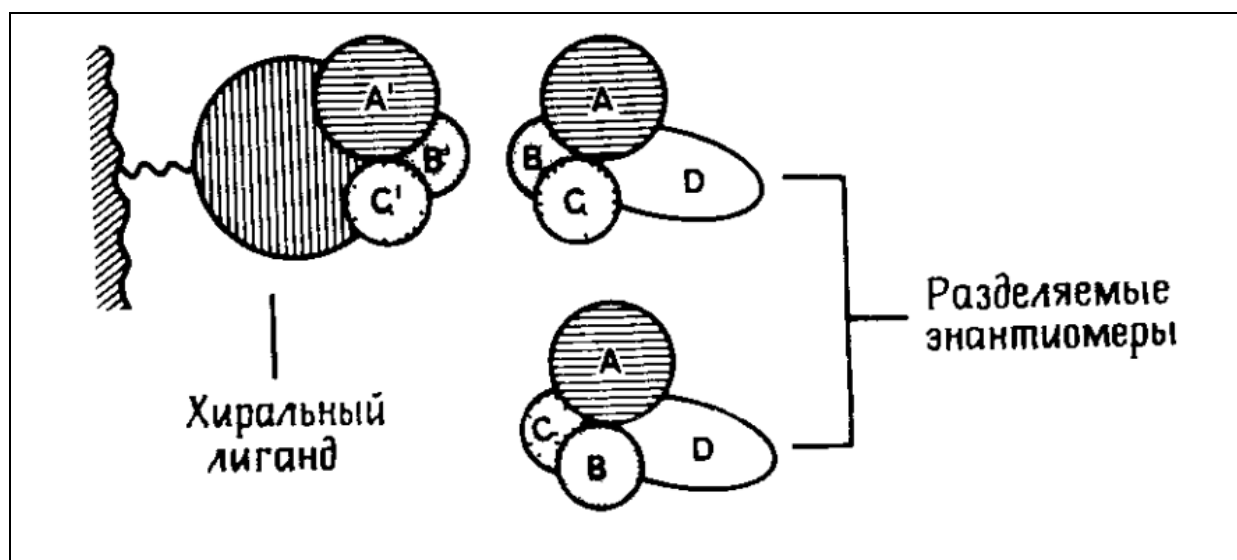 A'
B'
C'
A
B
C
D
A
C
B
D
Разделяемые
энантиомеры
Хиральный
лиганд